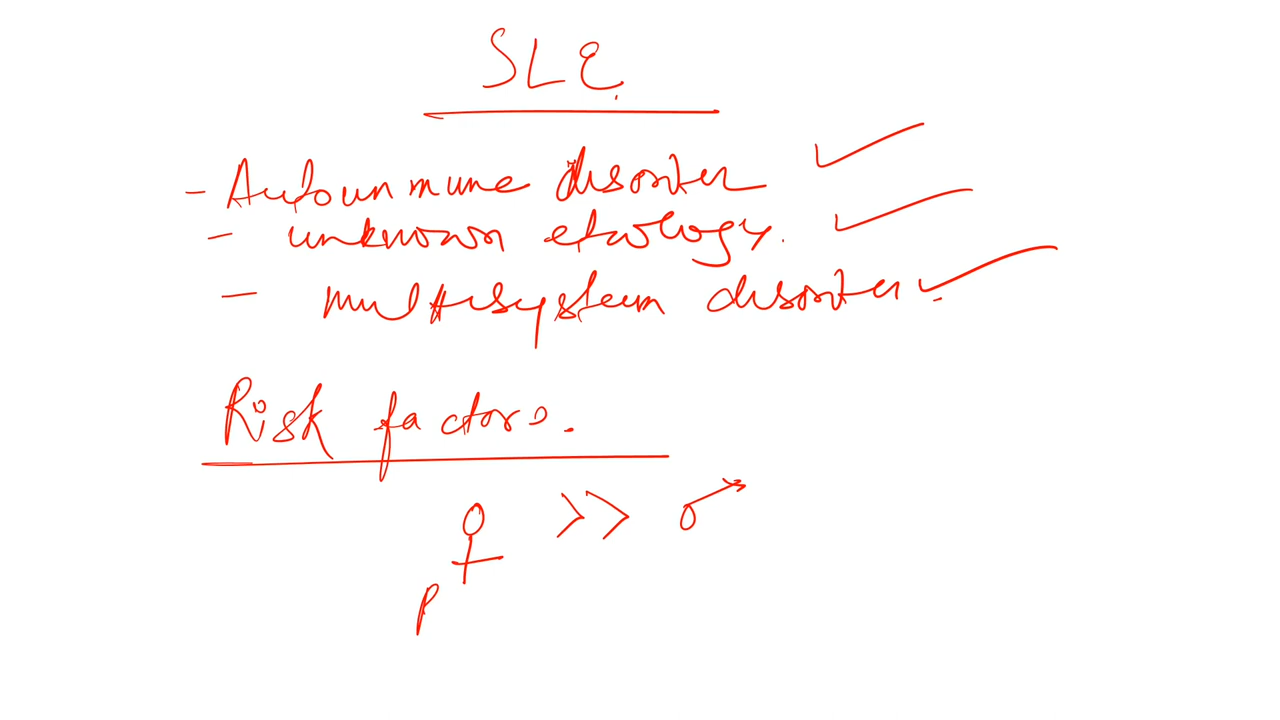 SLE
- Autoimmune disorder
- unknown etiology.
- multisystem disorder.
Risk factors.
♀ >> ♂
P